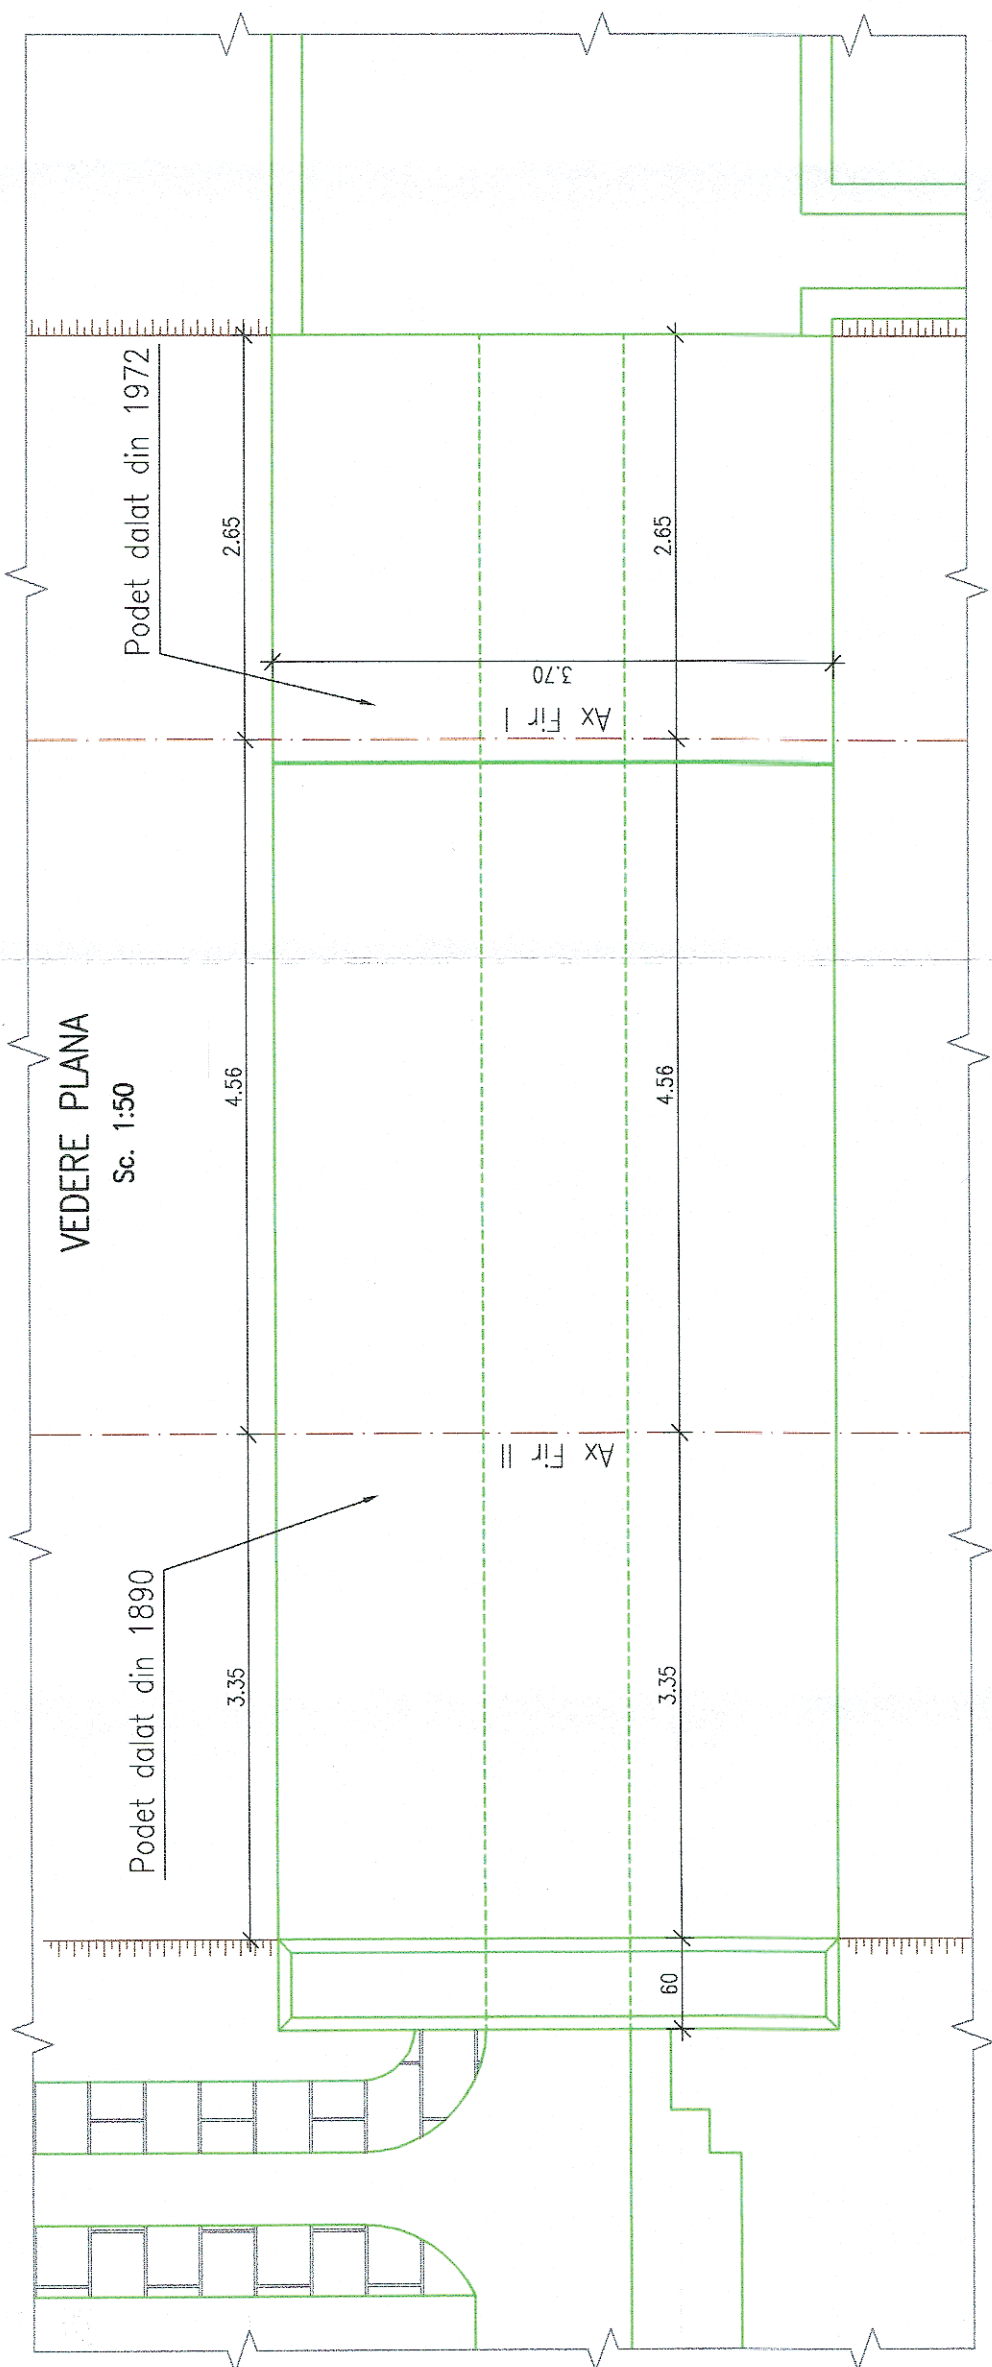 VEDERE PLANA
Sc. 1:50
Podet dalat din 1890
Podet dalat din 1972
3.35
4.56
2.65
Ax Fir II
Ax Fir I
3.70
60
3.35
4.56
2.65